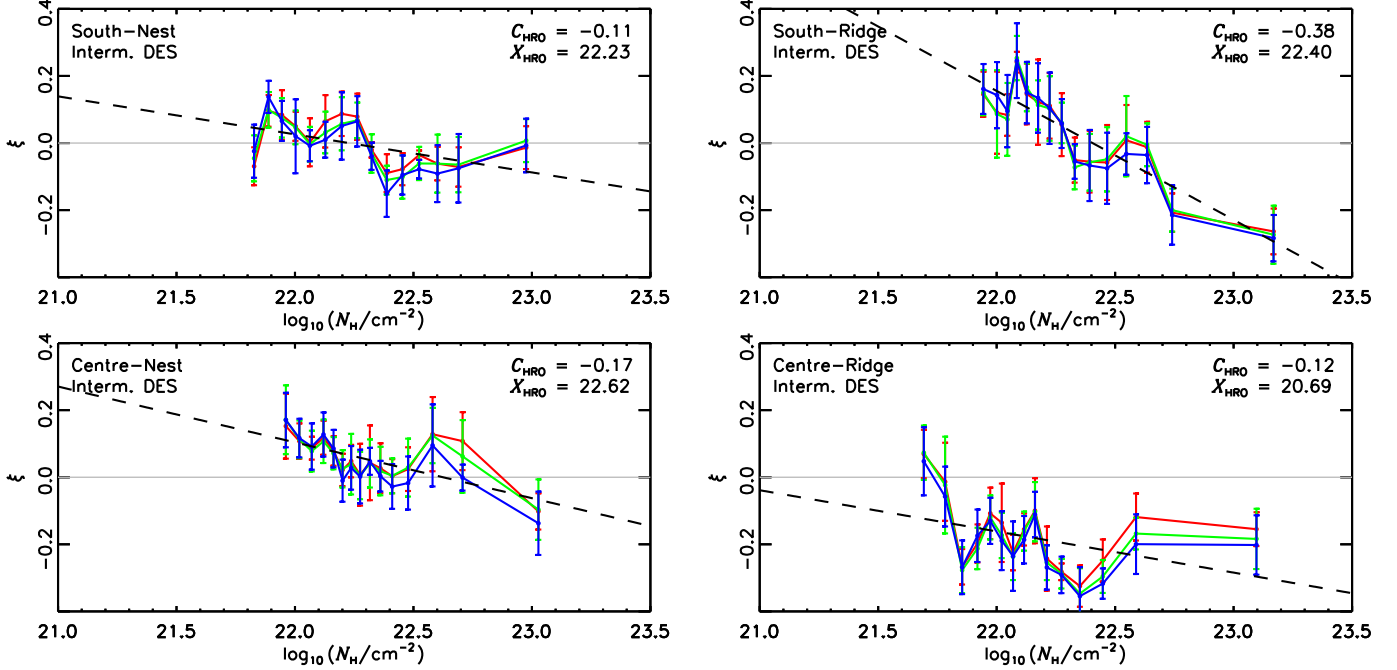 South−Nest
Interm. DES
C_HRO = −0.11
X_HRO = 22.23
0.4
0.2
0.0
−0.2
ξ
21.0 21.5 22.0 22.5 23.0 23.5
log₁₀(N_H/cm⁻²)
South−Ridge
Interm. DES
C_HRO = −0.38
X_HRO = 22.40
0.4
0.2
0.0
−0.2
ξ
21.0 21.5 22.0 22.5 23.0 23.5
log₁₀(N_H/cm⁻²)
Centre−Nest
Interm. DES
C_HRO = −0.17
X_HRO = 22.62
0.4
0.2
0.0
−0.2
ξ
21.0 21.5 22.0 22.5 23.0 23.5
log₁₀(N_H/cm⁻²)
Centre−Ridge
Interm. DES
C_HRO = −0.12
X_HRO = 20.69
0.4
0.2
0.0
−0.2
ξ
21.0 21.5 22.0 22.5 23.0 23.5
log₁₀(N_H/cm⁻²)